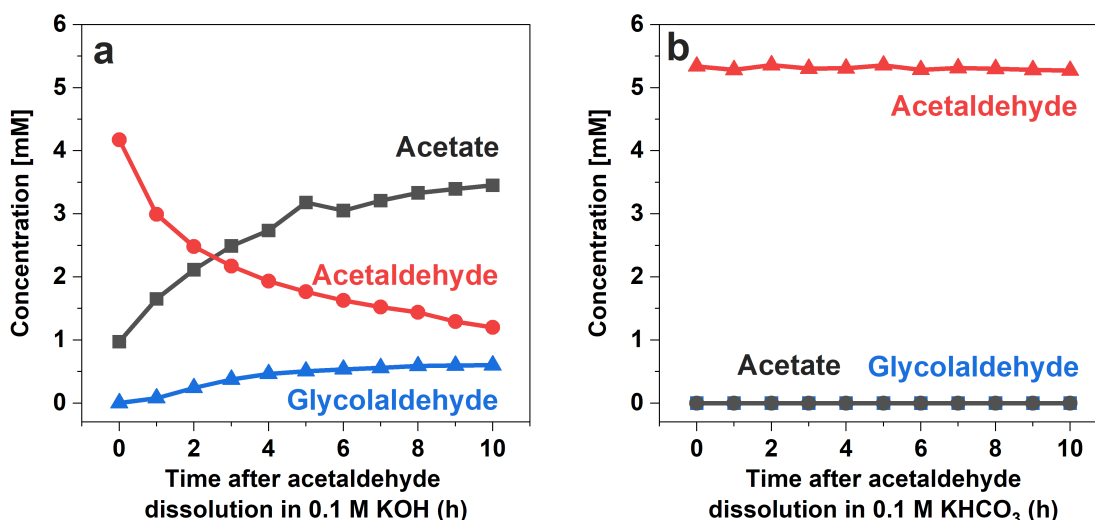 a
Concentration [mM]
6
5
4
3
2
1
0
Acetate
Acetaldehyde
Glycolaldehyde
0 2 4 6 8 10
Time after acetaldehyde
dissolution in 0.1 M KOH (h)
b
Concentration [mM]
6
5
4
3
2
1
0
Acetaldehyde
Acetate Glycolaldehyde
0 2 4 6 8 10
Time after acetaldehyde
dissolution in 0.1 M KHCO₃ (h)